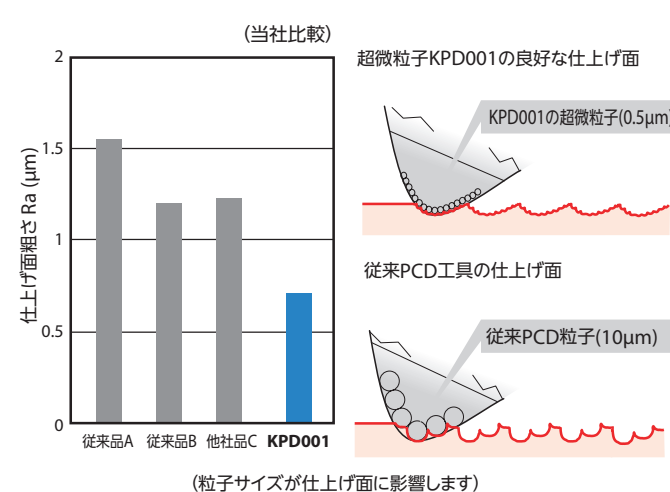 (当社比較)
2
1.5
1
0.5
0
仕上げ面粗さ Ra (μm)
従来品A 従来品B 他社品C KPD001
超微粒子KPD001の良好な仕上げ面
KPD001の超微粒子(0.5μm)
従来PCD工具の仕上げ面
従来PCD粒子(10μm)
(粒子サイズが仕上げ面に影響します)